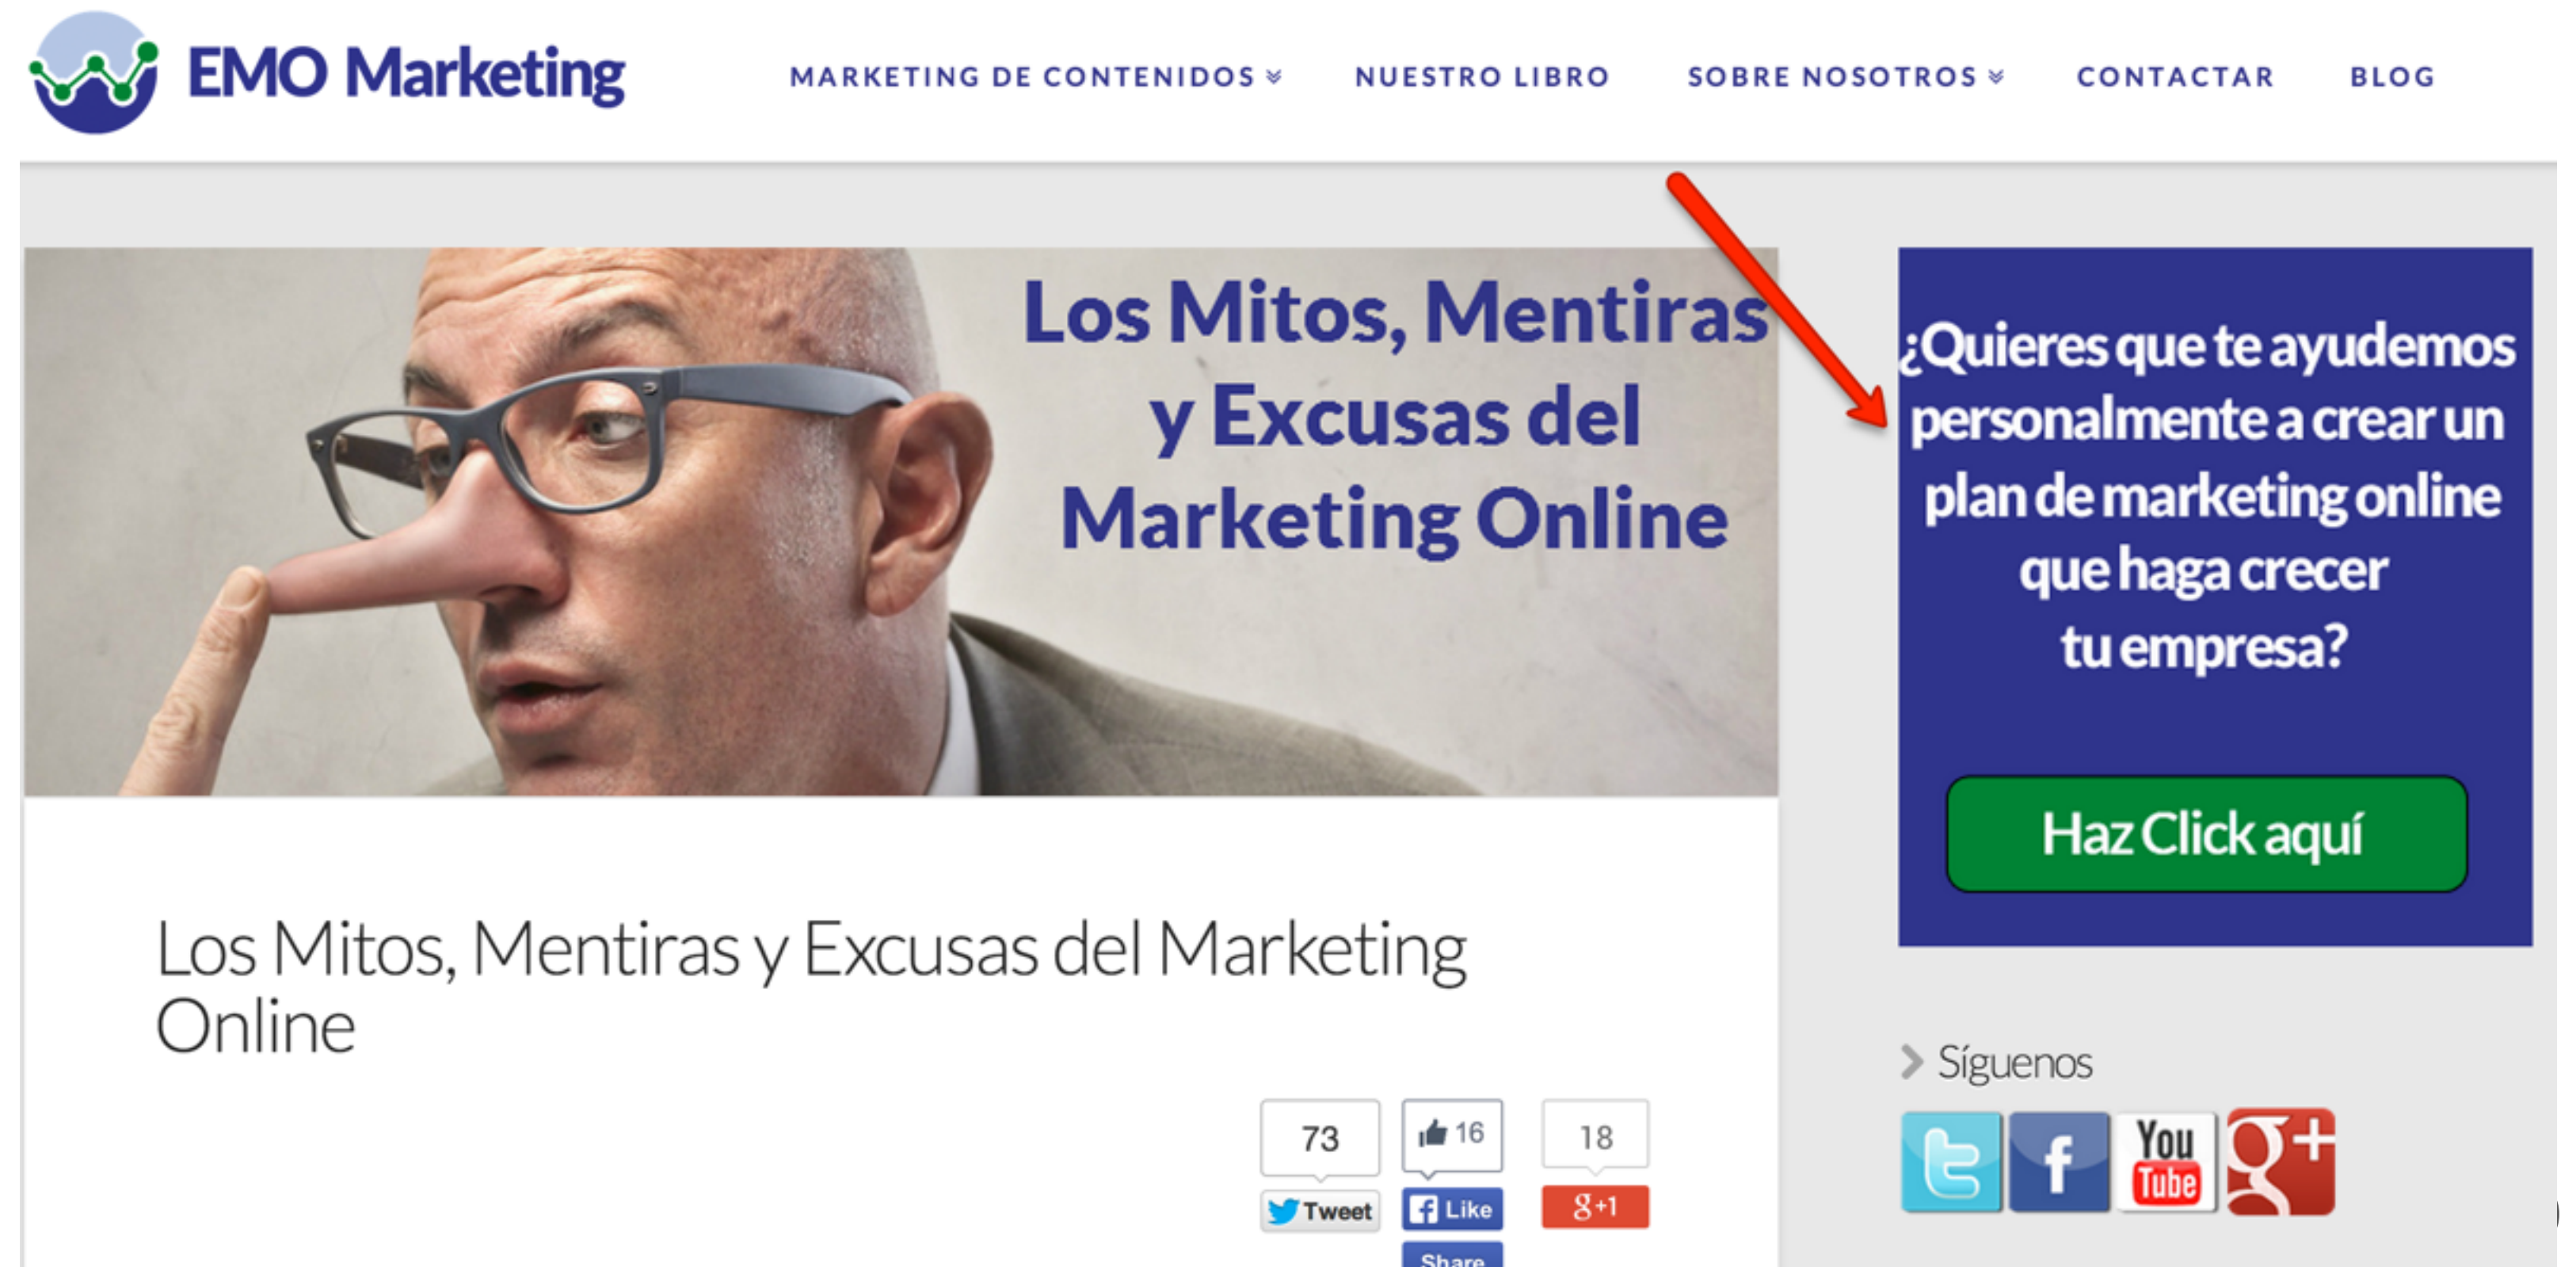 EMO Marketing
MARKETING DE CONTENIDOS
NUESTRO LIBRO
SOBRE NOSOTROS
CONTACTAR
BLOG
Los Mitos, Mentiras
y Excusas del
Marketing Online
¿Quieres que te ayudemos
personalmente a crear un
plan de marketing online
que haga crecer
tu empresa?
Haz Click aquí
Los Mitos, Mentiras y Excusas del Marketing
Online
73
16
18
Tweet
Like
g+1
Share
Síguenos
t
f
You
Tube
g+